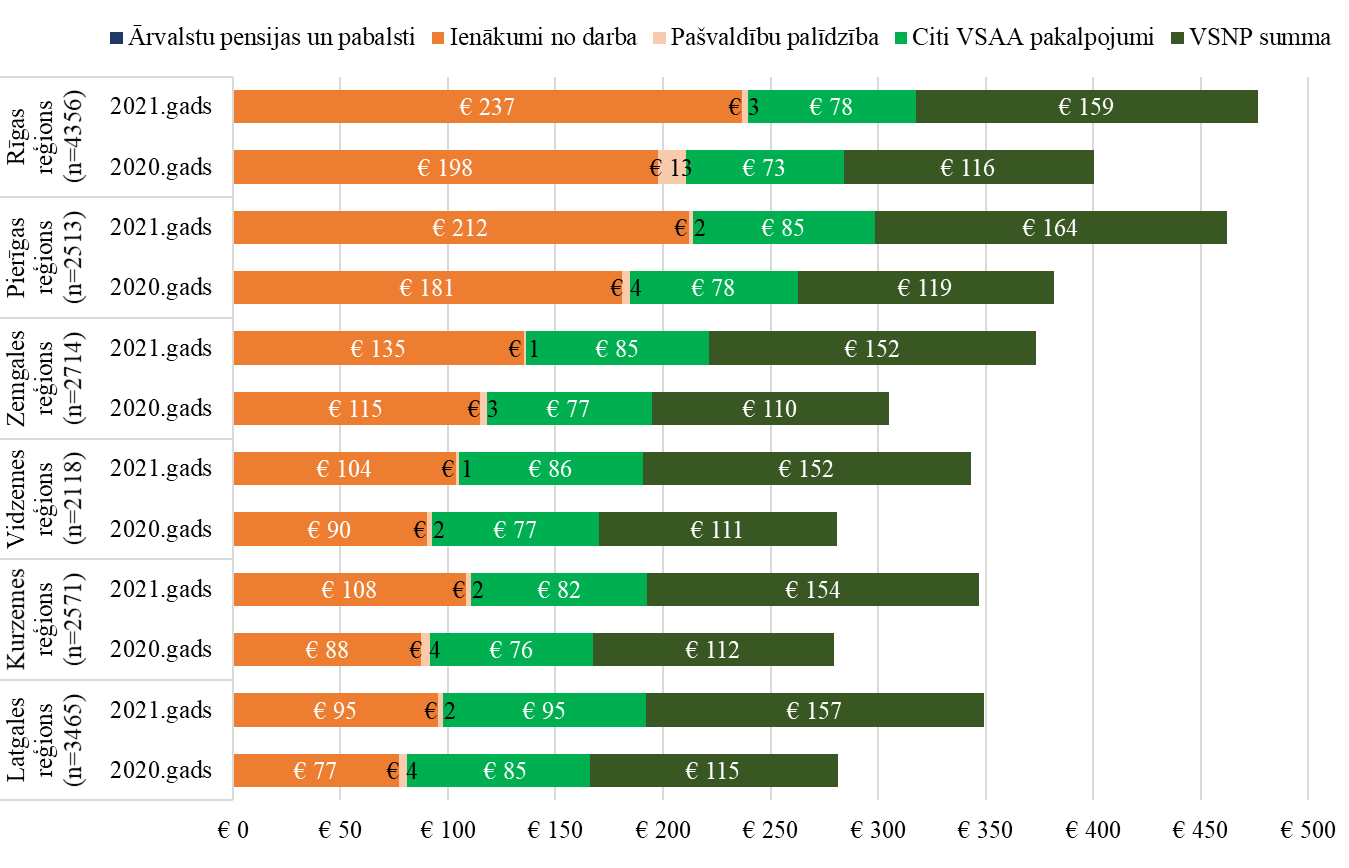 Ārvalstu pensijas un pabalsti Ienākumi no darba Pašvaldību palīdzība Citi VSAA pakalpojumi VSNP summa
Rīgas
reģions
(n=4356)
2021.gads € 237 € 3 € 78 € 159
2020.gads € 198 € 13 € 73 € 116
Pierīgas
reģions
(n=2513)
2021.gads € 212 € 2 € 85 € 164
2020.gads € 181 € 4 € 78 € 119
Zemgales
reģions
(n=2714)
2021.gads € 135 € 1 € 85 € 152
2020.gads € 115 € 3 € 77 € 110
Vidzemes
reģions
(n=2118)
2021.gads € 104 € 1 € 86 € 152
2020.gads € 90 € 2 € 77 € 111
Kurzemes
reģions
(n=2571)
2021.gads € 108 € 2 € 82 € 154
2020.gads € 88 € 4 € 76 € 112
Latgales
reģions
(n=3465)
2021.gads € 95 € 2 € 95 € 157
2020.gads € 77 € 4 € 85 € 115
€ 0 € 50 € 100 € 150 € 200 € 250 € 300 € 350 € 400 € 450 € 500